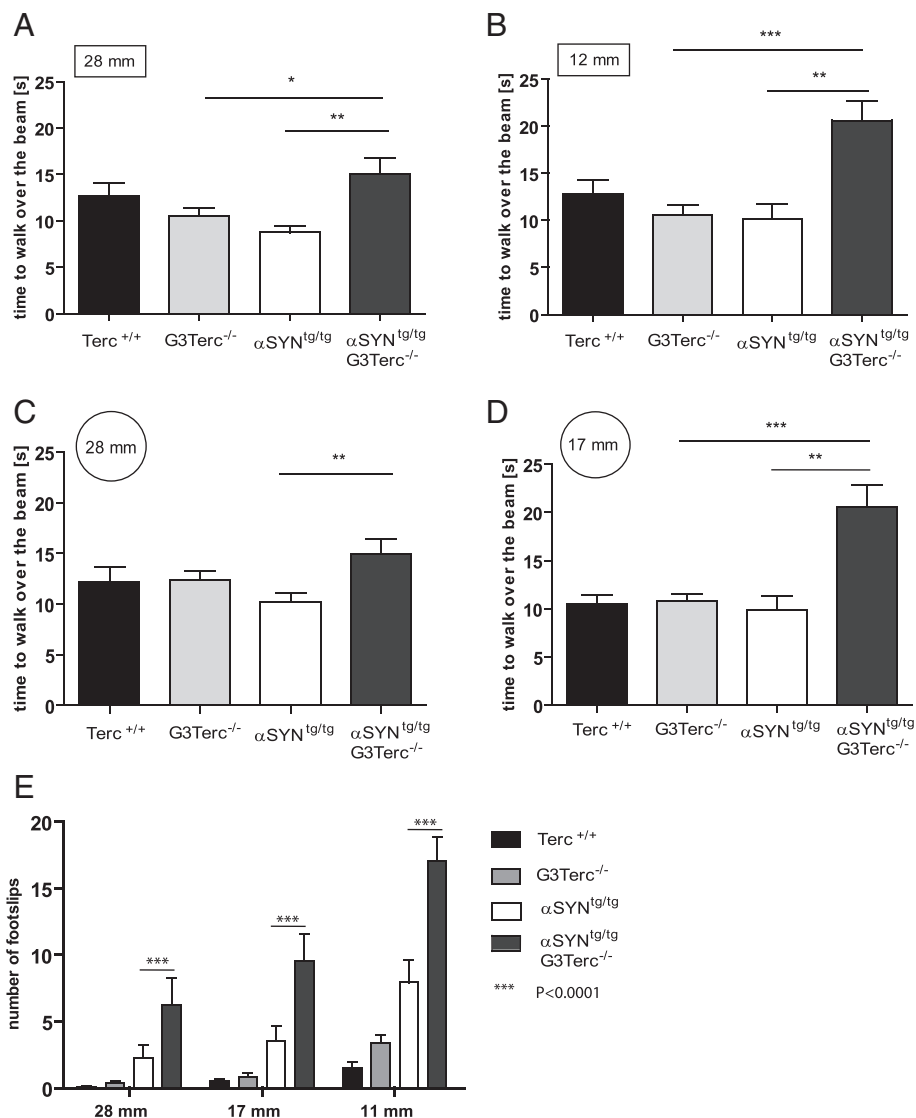 A
28 mm
time to walk over the beam [s]
25
20
15
10
5
0
*
**
Terc +/+
G3Terc-/-
αSYNtg/tg
αSYNtg/tg
G3Terc-/-
B
12 mm
time to walk over the beam [s]
25
20
15
10
5
0
***
**
Terc +/+
G3Terc-/-
αSYNtg/tg
αSYNtg/tg
G3Terc-/-
C
28 mm
time to walk over the beam [s]
25
20
15
10
5
0
**
Terc +/+
G3Terc-/-
αSYNtg/tg
αSYNtg/tg
G3Terc-/-
D
17 mm
time to walk over the beam [s]
25
20
15
10
5
0
***
**
Terc +/+
G3Terc-/-
αSYNtg/tg
αSYNtg/tg
G3Terc-/-
E
number of footslips
20
15
10
5
0
***
***
***
28 mm
17 mm
11 mm
Terc +/+
G3Terc-/-
αSYNtg/tg
αSYNtg/tg
G3Terc-/-
*** P<0.0001